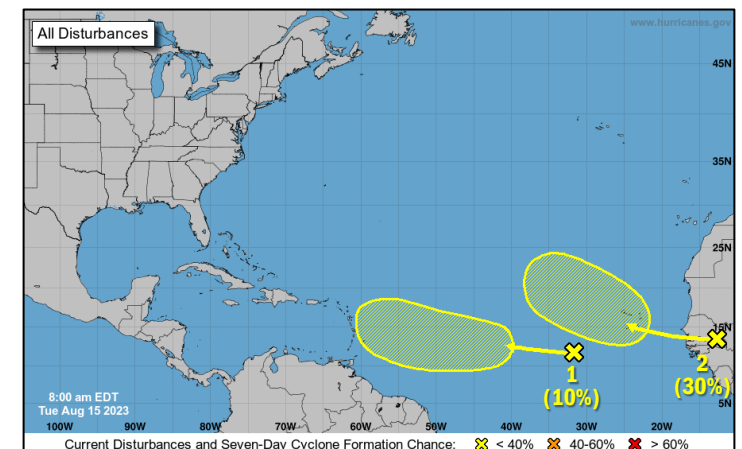 All Disturbances
www.hurricanes.gov
45N
35N
25N
15N
5N
1
(10%)
2
(30%)
8:00 am EDT
Tue Aug 15 2023
100W 90W 80W 70W 60W 50W 40W 30W 20W
Current Disturbances and Seven-Day Cyclone Formation Chance: < 40% 40-60% > 60%